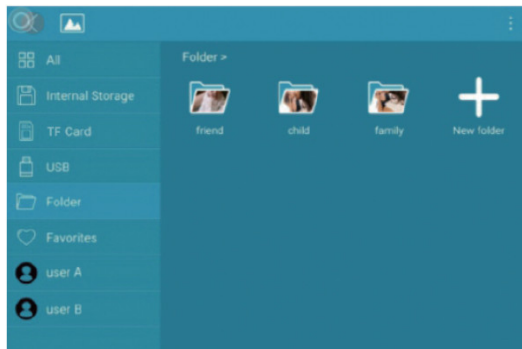 All
Internal Storage
TF Card
USB
Folder
Favorites
user A
user B
Folder >
friend
child
family
New folder